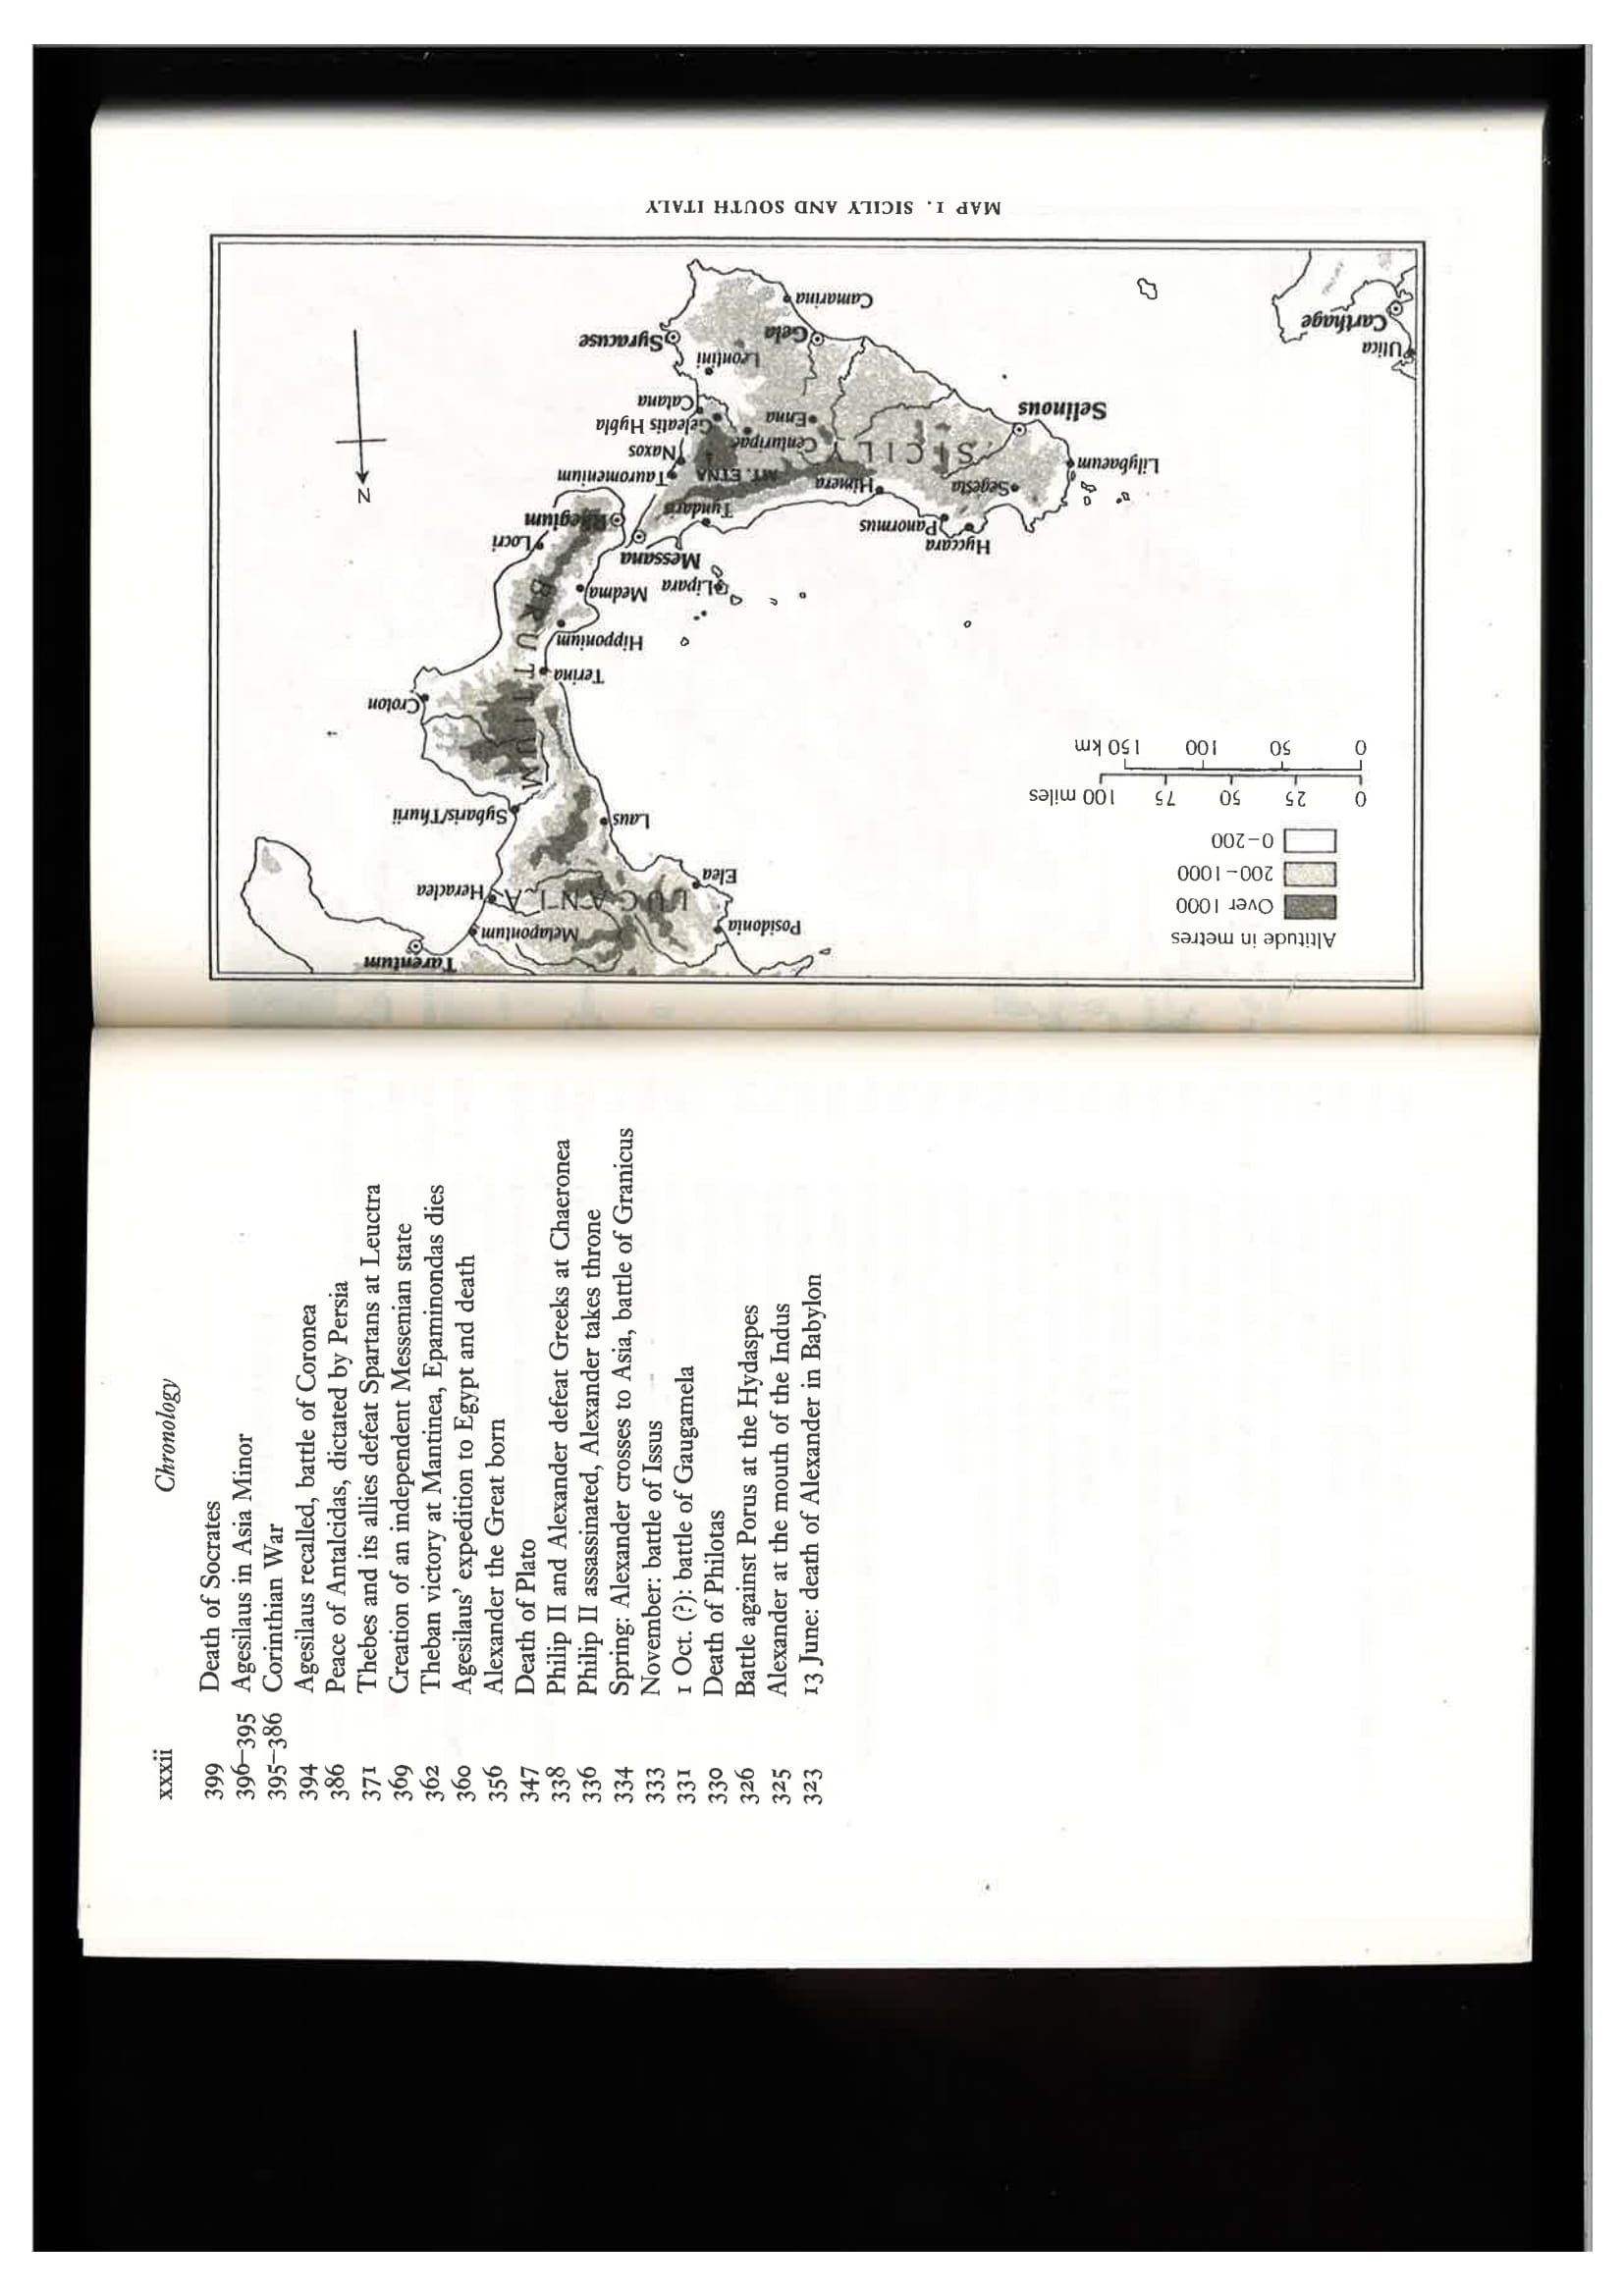 xxxii Chronology
399 Death of Socrates
396–395 Agesilaus in Asia Minor
395–386 Corinthian War
394 Agesilaus recalled, battle of Coronea
386 Peace of Antalcidas, dictated by Persia
371 Thebes and its allies defeat Spartans at Leuctra
369 Creation of an independent Messenian state
362 Theban victory at Mantinea, Epaminondas dies
360 Agesilaus' expedition to Egypt and death
356 Alexander the Great born
347 Death of Plato
338 Philip II and Alexander defeat Greeks at Chaeronea
336 Philip II assassinated, Alexander takes throne
334 Spring: Alexander crosses to Asia, battle of Granicus
333 November: battle of Issus
331 1 Oct. (?): battle of Gaugamela
330 Death of Philotas
326 Battle against Porus at the Hydaspes
325 Alexander at the mouth of the Indus
323 13 June: death of Alexander in Babylon
Altitude in metres
Over 1000
200–1000
0–200
0 25 50 75 100 miles
0 50 100 150 km
Tarentum
Metapontum
Posidonia
Heraclea
LUCANIA
Elea
Sybaris/Thurii
Laus
Croton
BRUTTIUM
Terina
Hipponium
Medma
Lipara
Locri
Messana
Rhegium
Hyccara
Panormus
Tyndaris
N
Tauromenium
Himera
Segesta
MT. ETNA
Naxos
Lilybaeum
SICILY
Centuripae
Geleatis Hybla
Enna
Catana
Selinous
Leontini
Utica
Syracuse
Gela
Carthage
Camarina
MAP 1. SICILY AND SOUTH ITALY